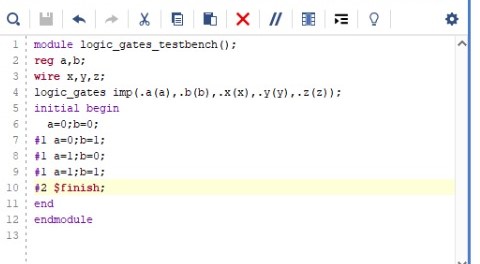 1 module logic_gates_testbench();
2 reg a,b;
3 wire x,y,z;
4 logic_gates imp(.a(a),.b(b),.x(x),.y(y),.z(z));
5 initial begin
6 a=0;b=0;
7 #1 a=0;b=1;
8 #1 a=1;b=0;
9 #1 a=1;b=1;
10 #2 $finish;
11 end
12 endmodule
13